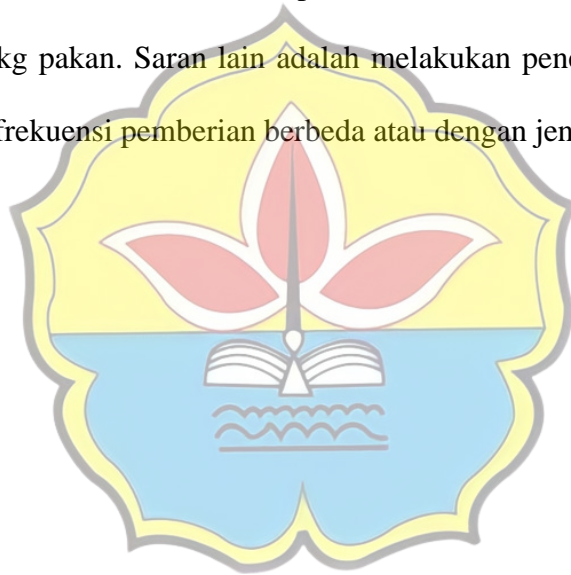 kg pakan. Saran lain adalah melakukan
frekuensi pemberian berbeda atau dengan